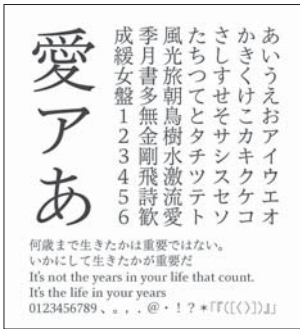 あいうえおアイウエオ
かきくけこカキクケコ
さしすせそサシスセソ
たちつてとタチツテト
風光旅朝鳥樹水激流愛
季月書多無金剛飛詩歓
成緩女盤123456
愛アあ
何歳まで生きたかは重要ではない。
いかにして生きたかが重要だ
It's not the years in your life that count.
It's the life in your years
0123456789、。，．@・！？*「『([〈〉])』」